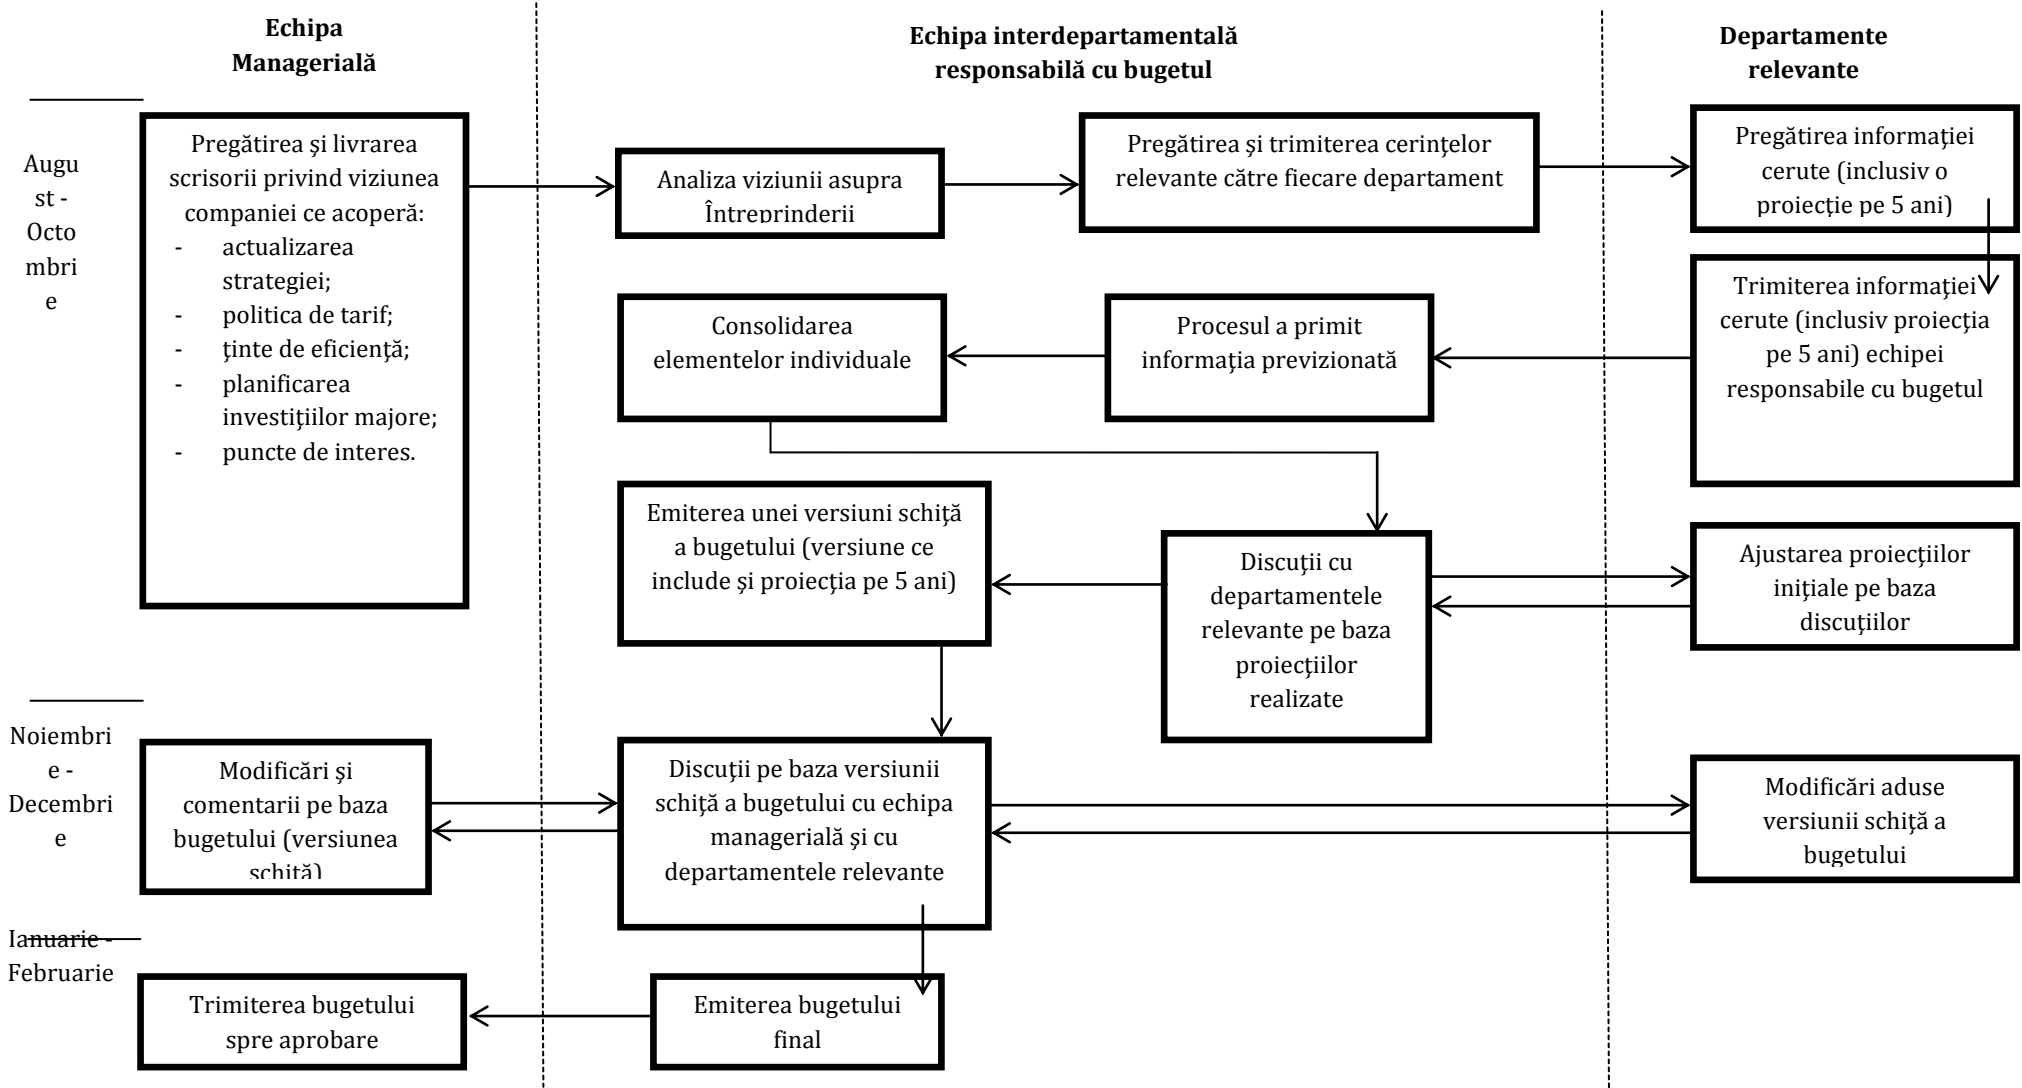 Echipa
Managerială
Echipa interdepartamentală
responsabilă cu bugetul
Departamente
relevante
Augu
st -
Octo
mbri
e
Pregătirea şi livrarea
scrisorii privind viziunea
companiei ce acoperă:
- actualizarea
strategiei;
- politica de tarif;
- ţinte de eficienţă;
- planificarea
investiţiilor majore;
- puncte de interes.
Analiza viziunii asupra
Întreprinderii
Pregătirea şi trimiterea cerinţelor
relevante către fiecare departament
Pregătirea informaţiei
cerute (inclusiv o
proiecţie pe 5 ani)
Trimiterea informaţiei
cerute (inclusiv proiecţia
pe 5 ani) echipei
responsabile cu bugetul
Procesul a primit
informaţia previzionată
Consolidarea
elementelor individuale
Emiterea unei versiuni schiţă
a bugetului (versiune ce
include şi proiecţia pe 5 ani)
Discuţii cu
departamentele
relevante pe baza
proiecţiilor
realizate
Ajustarea proiecţiilor
iniţiale pe baza
discuţiilor
Noiembri
e -
Decembri
e
Modificări şi
comentarii pe baza
bugetului (versiunea
schiţă)
Discuţii pe baza versiunii
schiţă a bugetului cu echipa
managerială şi cu
departamentele relevante
Modificări aduse
versiunii schiţă a
bugetului
Ianuarie -
Februarie
Trimiterea bugetului
spre aprobare
Emiterea bugetului
final